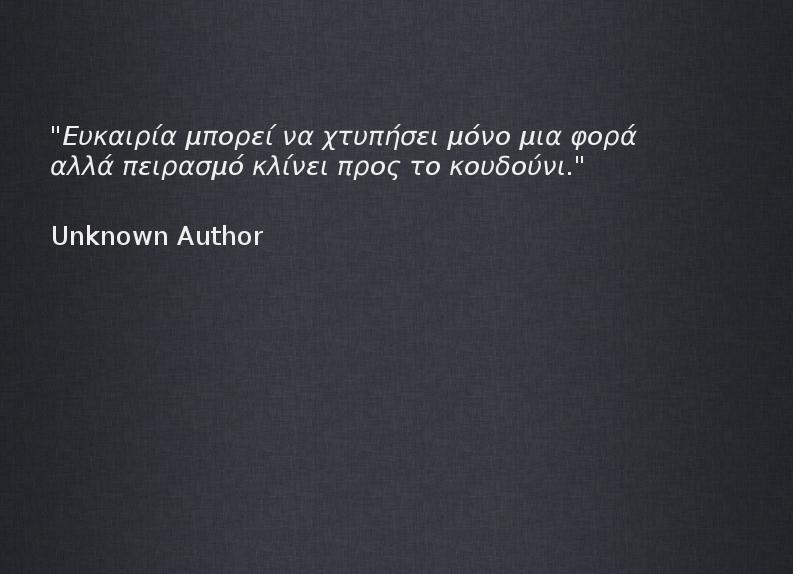 "Ευκαιρία μπορεί να χτυπήσει μόνο μια φορά
αλλά πειρασμό κλίνει προς το κουδούνι."
Unknown Author